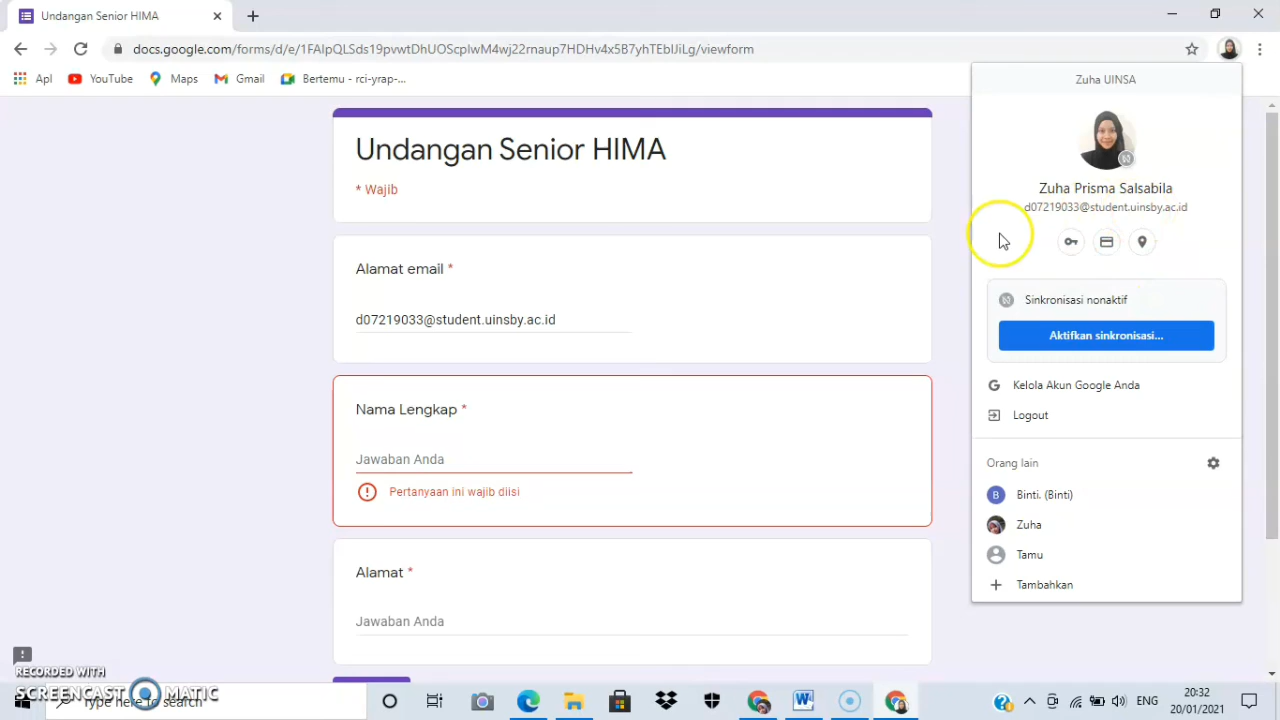 Undangan Senior HIMA
docs.google.com/forms/d/e/1FAIpQLSds19pvwtDhUOScpIwM4wj22rnaup7HDHv4x5B7yhTEbIJiLg/viewform
Apl
YouTube
Maps
Gmail
Bertemu - rci-yrap-...
Undangan Senior HIMA
* Wajib
Alamat email *
d07219033@student.uinsby.ac.id
Nama Lengkap *
Jawaban Anda
Pertanyaan ini wajib diisi
Alamat *
Jawaban Anda
Zuha UINSA
Zuha Prisma Salsabila
d07219033@student.uinsby.ac.id
Sinkronisasi nonaktif
Aktifkan sinkronisasi...
Kelola Akun Google Anda
Logout
Orang lain
B Binti. (Binti)
Zuha
Tamu
Tambahkan
RECORDED WITH
SCREENCAST MATIC
Type here to search
ENG
20:32
20/01/2021